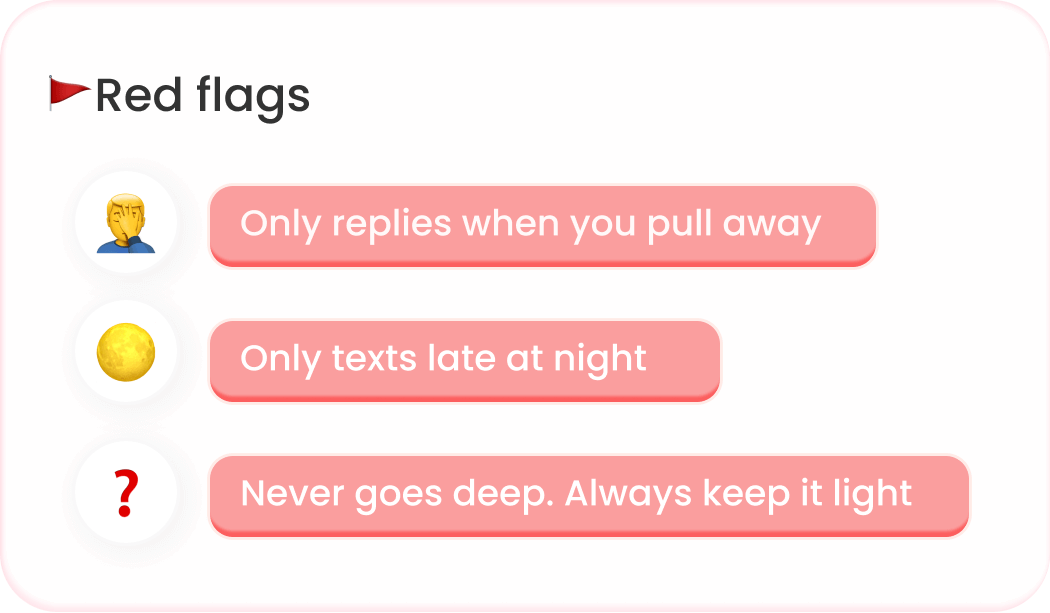 🚩Red flags
Only replies when you pull away
Only texts late at night
❓Never goes deep. Always keep it light